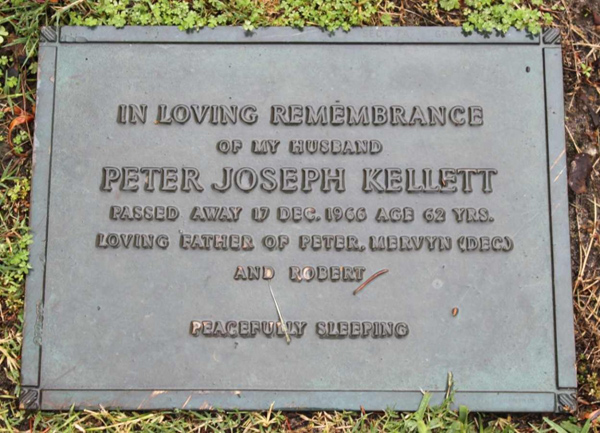 IN LOVING REMEMBRANCE
OF MY HUSBAND
PETER JOSEPH KELLETT
PASSED AWAY 17 DEC. 1966 AGE 62 YRS.
LOVING FATHER OF PETER, MERVYN (DEC)
AND ROBERT
PEACEFULLY SLEEPING